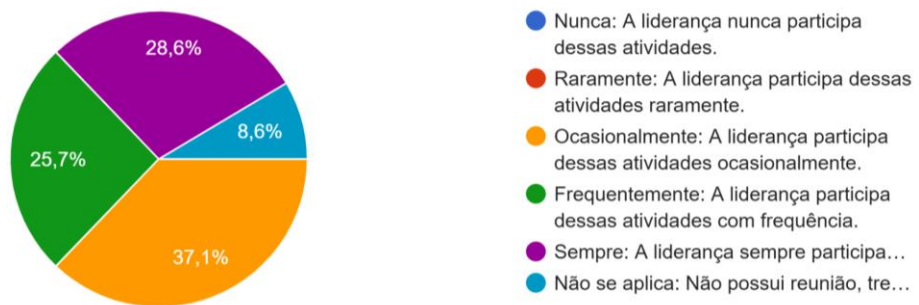 28,6%
8,6%
25,7%
37,1%
Nunca: A liderança nunca participa
dessas atividades.
Raramente: A liderança participa dessas
atividades raramente.
Ocasionalmente: A liderança participa
dessas atividades ocasionalmente.
Frequentemente: A liderança participa
dessas atividades com frequência.
Sempre: A liderança sempre participa…
Não se aplica: Não possui reunião, tre…